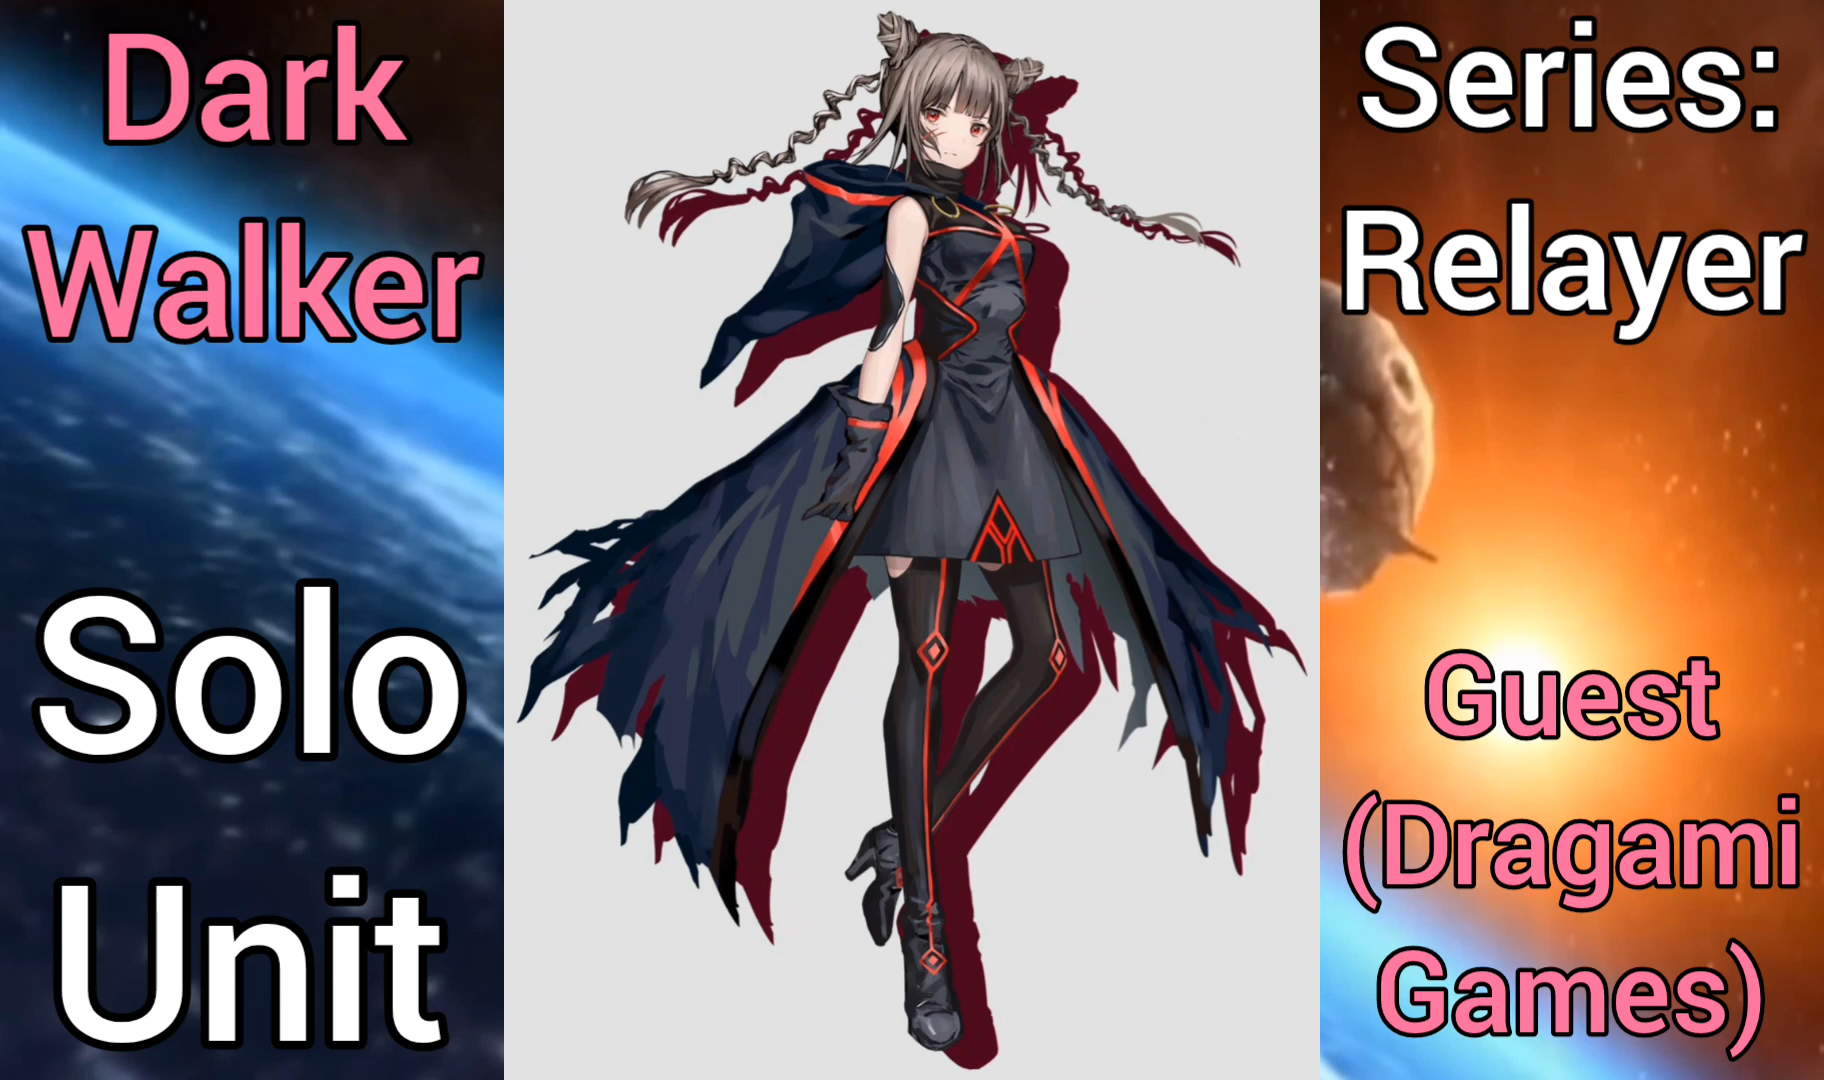 Dark
Walker
Solo
Unit
Series:
Relayer
Guest
(Dragami
Games)